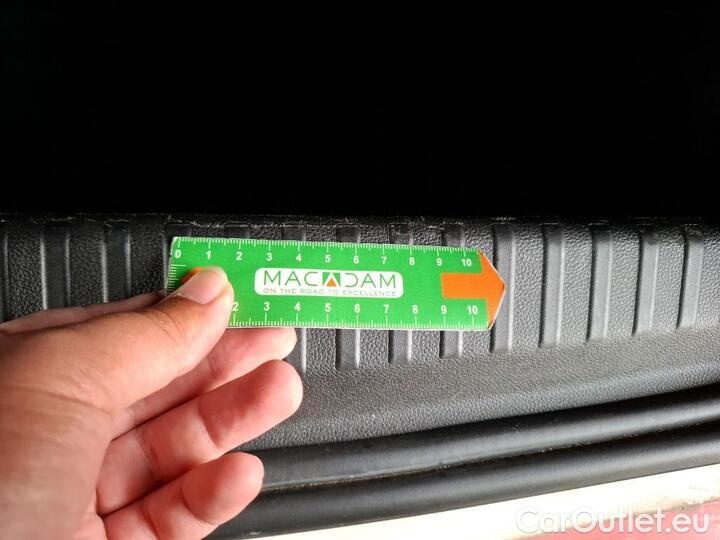 0 1 2 3 4 5 6 7 8 9 10
MACADAM
ON THE ROAD TO EXCELLENCE
2 3 4 5 6 7 8 9 10
CarOutlet.eu